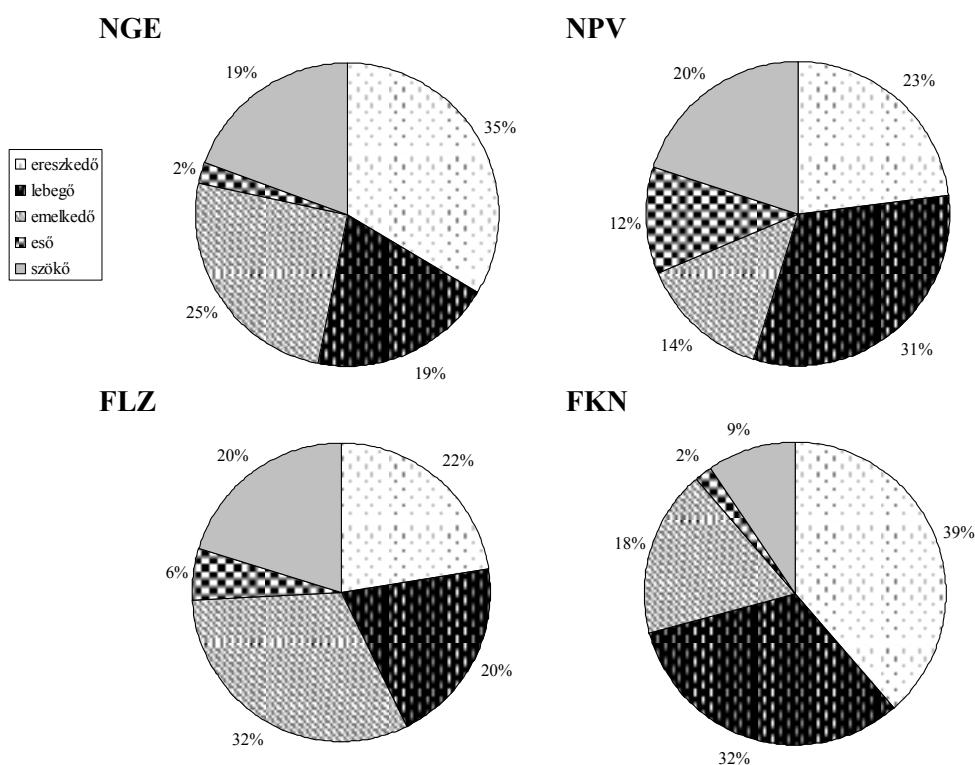 NGE
19%
35%
2%
25%
19%
ereszkedő
lebegő
emelkedő
eső
szökő
NPV
20%
23%
12%
14%
31%
FLZ
20%
22%
6%
20%
32%
FKN
9%
2%
39%
18%
32%